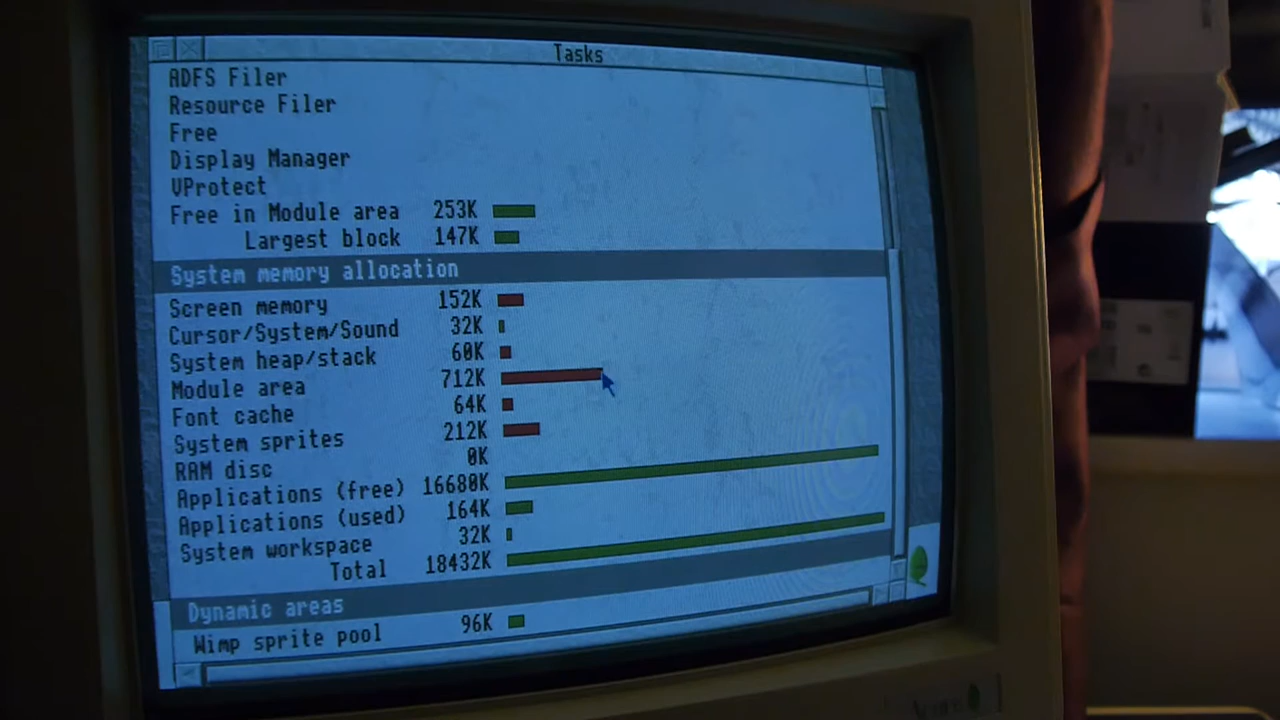 Tasks
ADFS Filer
Resource Filer
Free
Display Manager
VProtect
Free in Module area 253K
Largest block 147K
System memory allocation
Screen memory 152K
Cursor/System/Sound 32K
System heap/stack 60K
Module area 712K
Font cache 64K
System sprites 212K
RAM disc 0K
Applications (free) 16680K
Applications (used) 164K
System workspace 32K
Total 18432K
Dynamic areas
Wimp sprite pool 96K